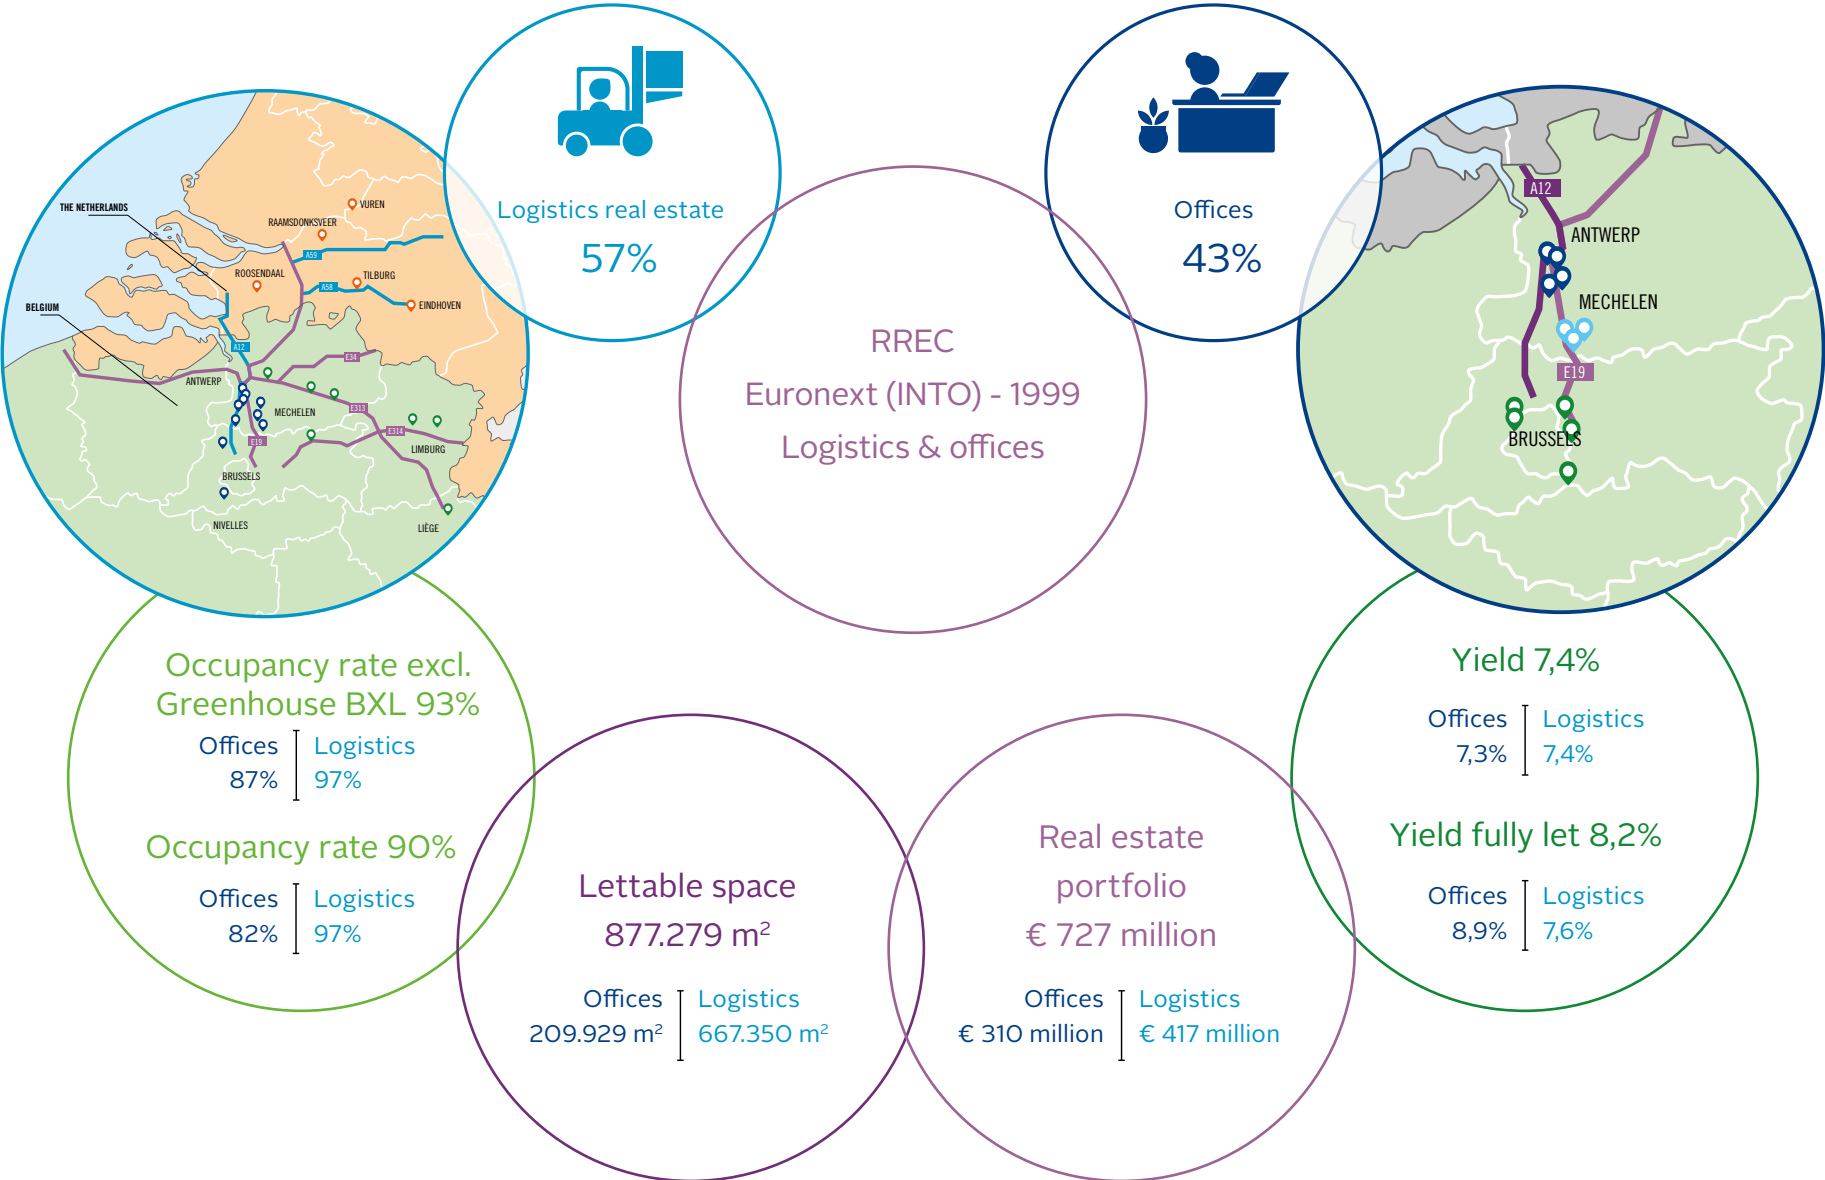 THE NETHERLANDS
BELGIUM
VUREN
RAAMSDONKSVEER
A59
ROOSENDAAL
TILBURG
A58
EINDHOVEN
A12
E34
ANTWERP
E313
MECHELEN
E314
E19
LIMBURG
BRUSSELS
NIVELLES
LIÈGE
Logistics real estate
57%
RREC
Euronext (INTO) - 1999
Logistics & offices
Offices
43%
A12
ANTWERP
MECHELEN
E19
BRUSSELS
Occupancy rate excl.
Greenhouse BXL 93%
Offices Logistics
87% 97%
Occupancy rate 90%
Offices Logistics
82% 97%
Lettable space
877.279 m²
Offices Logistics
209.929 m² 667.350 m²
Real estate
portfolio
€ 727 million
Offices Logistics
€ 310 million € 417 million
Yield 7,4%
Offices Logistics
7,3% 7,4%
Yield fully let 8,2%
Offices Logistics
8,9% 7,6%